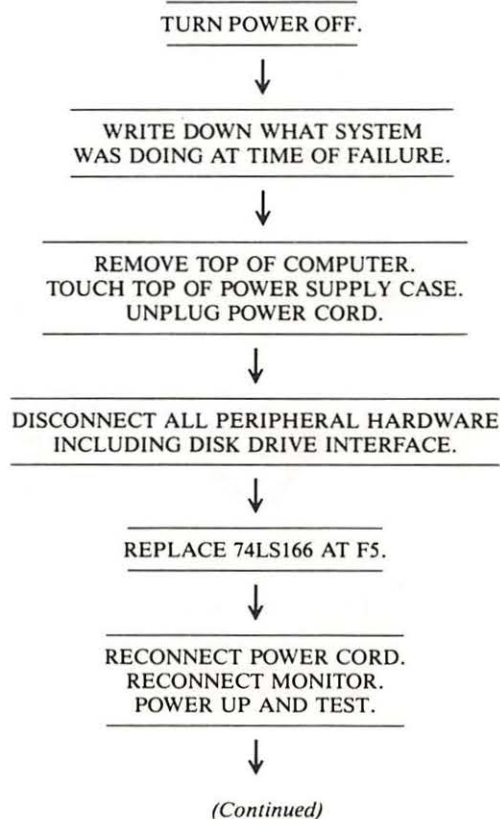 TURN POWER OFF.
WRITE DOWN WHAT SYSTEM
WAS DOING AT TIME OF FAILURE.
REMOVE TOP OF COMPUTER.
TOUCH TOP OF POWER SUPPLY CASE.
UNPLUG POWER CORD.
DISCONNECT ALL PERIPHERAL HARDWARE
INCLUDING DISK DRIVE INTERFACE.
REPLACE 74LS166 AT F5.
RECONNECT POWER CORD.
RECONNECT MONITOR.
POWER UP AND TEST.
(Continued)